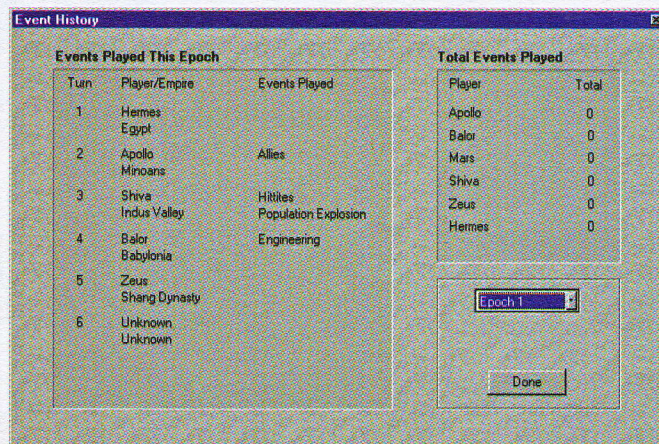 Event History
Events Played This Epoch
Turn Player/Empire Events Played
1 Hermes
Egypt
2 Apollo Allies
Minoans
3 Shiva Hittites
Indus Valley Population Explosion
4 Balor Engineering
Babylonia
5 Zeus
Shang Dynasty
6 Unknown
Unknown
Total Events Played
Player Total
Apollo 0
Balor 0
Mars 0
Shiva 0
Zeus 0
Hermes 0
Epoch 1
Done